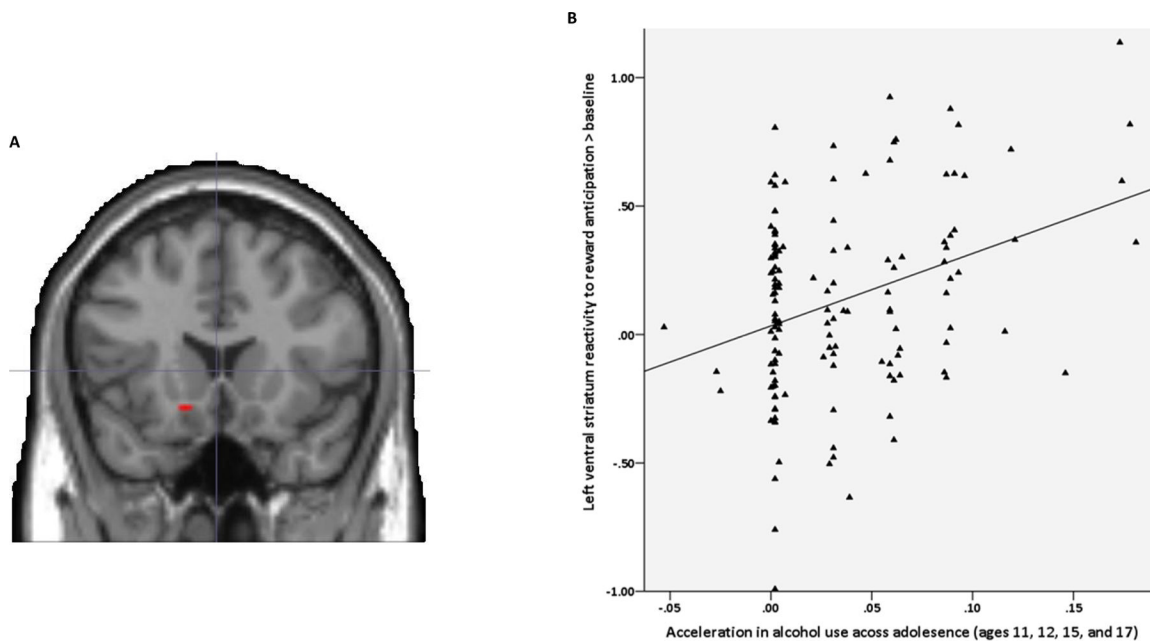 A
B
Left ventral striatum reactivity to reward anticipation > baseline
1.00
.50
.00
-.50
-1.00
-.05
.00
.05
.10
.15
Acceleration in alcohol use acoss adolesence (ages 11, 12, 15, and 17)